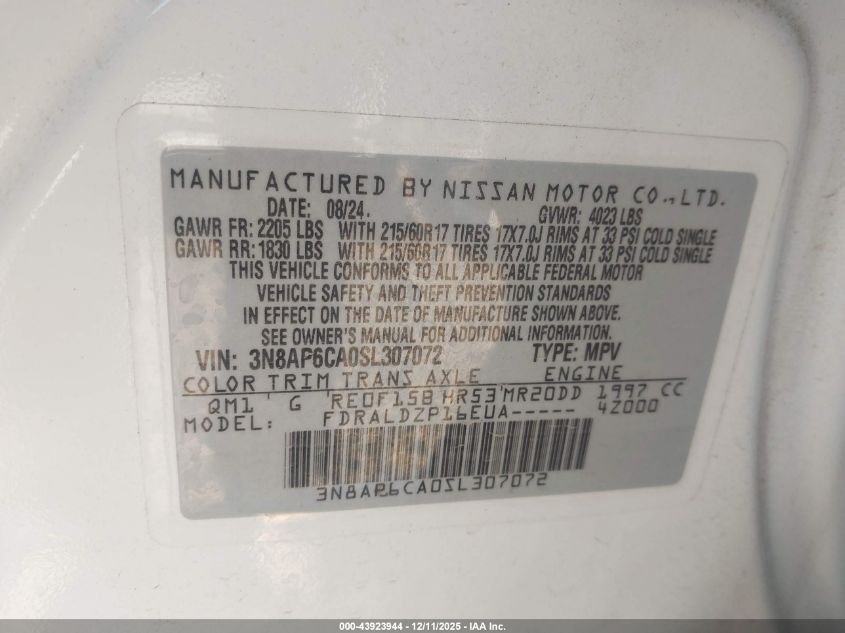 MANUFACTURED BY NISSAN MOTOR CO., LTD.
DATE: 08/24. GVWR: 4023 LBS
GAWR FR: 2205 LBS WITH 215/60R17 TIRES 17X7.0J RIMS AT 33 PSI COLD SINGLE
GAWR RR: 1830 LBS WITH 215/60R17 TIRES 17X7.0J RIMS AT 33 PSI COLD SINGLE
THIS VEHICLE CONFORMS TO ALL APPLICABLE FEDERAL MOTOR
VEHICLE SAFETY AND THEFT PREVENTION STANDARDS
IN EFFECT ON THE DATE OF MANUFACTURE SHOWN ABOVE.
SEE OWNER'S MANUAL FOR ADDITIONAL INFORMATION
VIN: 3N8AP6CA0SL307072 TYPE: MPV
COLOR TRIM TRANS AXLE ENGINE
QM1 ' G 'RE0F15B HR53'MR20DD 1997 CC
MODEL: FDRALDZP16EUA----- 4Z000
3N8AP6CA0SL307072
000-43923944 - 12/11/2025 - IAA Inc.